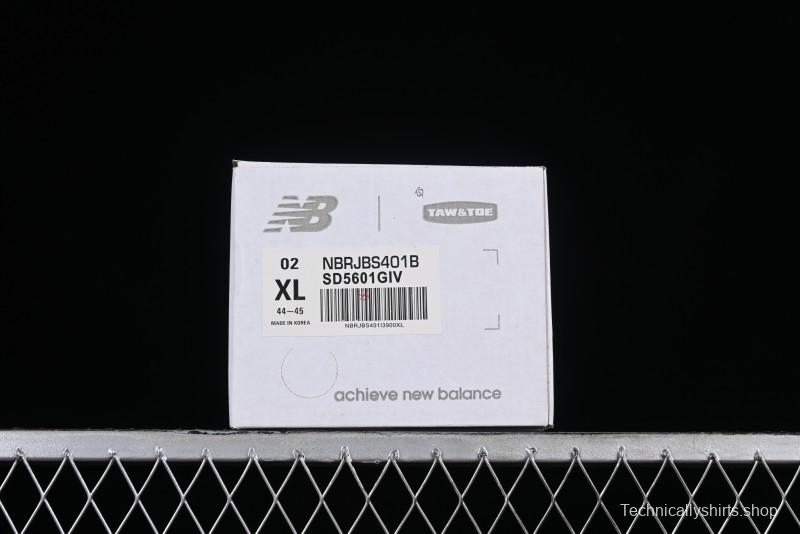 NB
TAW&TOE
02
XL
44~45
MADE IN KOREA
NBRJBS401B
SD5601GIV
NBRJBS401I3900XL
achieve new balance
Technicallyshirts.shop